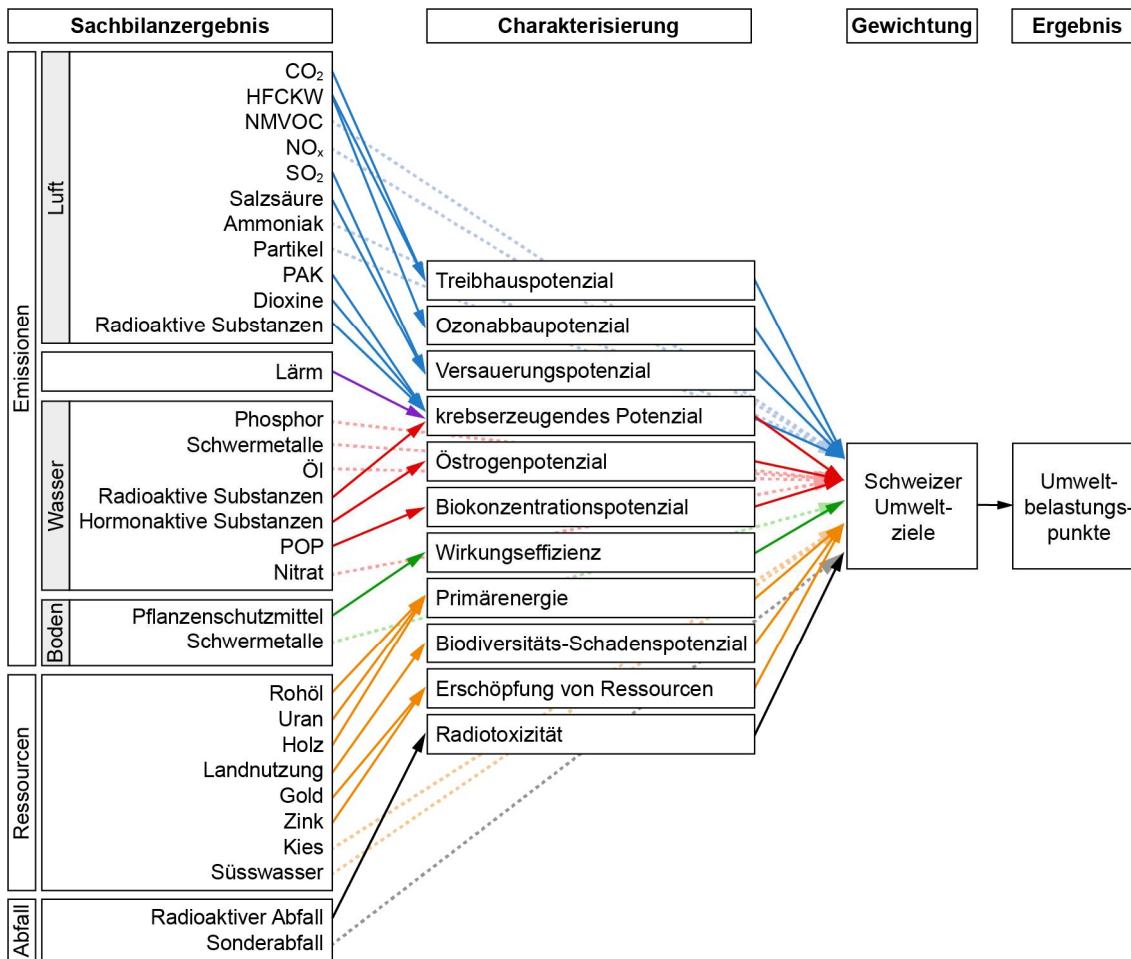 Sachbilanzergebnis
Charakterisierung
Gewichtung
Ergebnis
Emissionen
Luft
CO₂
HFCKW
NMVOC
NOₓ
SO₂
Salzsäure
Ammoniak
Partikel
PAK
Dioxine
Radioaktive Substanzen
Lärm
Wasser
Phosphor
Schwermetalle
Öl
Radioaktive Substanzen
Hormonaktive Substanzen
POP
Nitrat
Boden
Pflanzenschutzmittel
Schwermetalle
Ressourcen
Rohöl
Uran
Holz
Landnutzung
Gold
Zink
Kies
Süsswasser
Abfall
Radioaktiver Abfall
Sonderabfall
Treibhauspotenzial
Ozonabbaupotenzial
Versauerungspotenzial
krebserzeugendes Potenzial
Östrogenpotenzial
Biokonzentrationspotenzial
Wirkungseffizienz
Primärenergie
Biodiversitäts-Schadenspotenzial
Erschöpfung von Ressourcen
Radiotoxizität
Schweizer
Umwelt-
ziele
Umwelt-
belastungs-
punkte